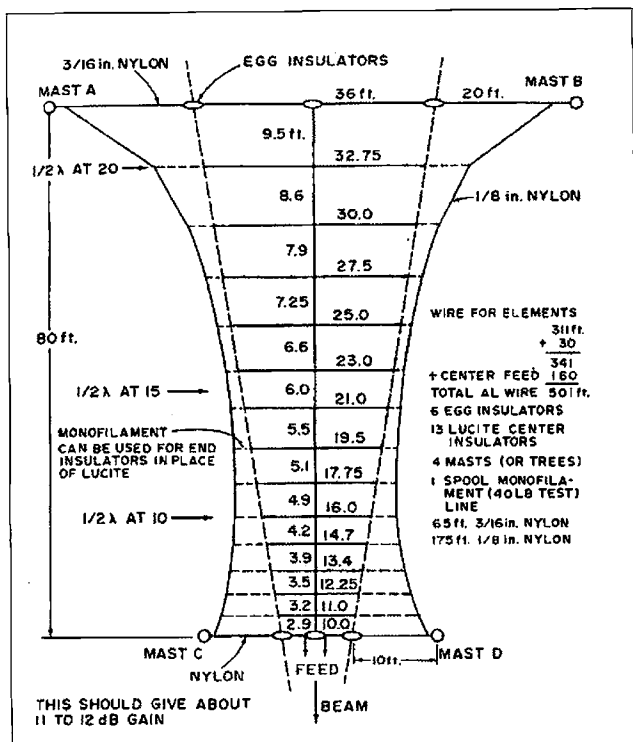 3/16 in. NYLON
EGG INSULATORS
MAST A
MAST B
36 ft.
20 ft.
9.5 ft.
1/2 λ AT 20
32.75
8.6
1/8 in. NYLON
30.0
7.9
27.5
7.25
25.0
80 ft.
6.6
23.0
1/2 λ AT 15
6.0
21.0
5.5
19.5
MONOFILAMENT
CAN BE USED FOR END
INSULATORS IN PLACE
OF LUCITE
5.1
17.75
4.9
16.0
1/2 λ AT 10
4.2
14.7
3.9
13.4
3.5
12.25
3.2
11.0
2.9
10.0
WIRE FOR ELEMENTS
311 ft.
+ 30
341
+ CENTER FEED 160
TOTAL AL WIRE 501 ft.
6 EGG INSULATORS
13 LUCITE CENTER
INSULATORS
4 MASTS (OR TREES)
1 SPOOL MONOFILA-
MENT (40 LB TEST)
LINE
65 ft. 3/16 in. NYLON
175 ft. 1/8 in. NYLON
MAST C
MAST D
NYLON
FEED
10 ft.
BEAM
THIS SHOULD GIVE ABOUT
11 TO 12 dB GAIN